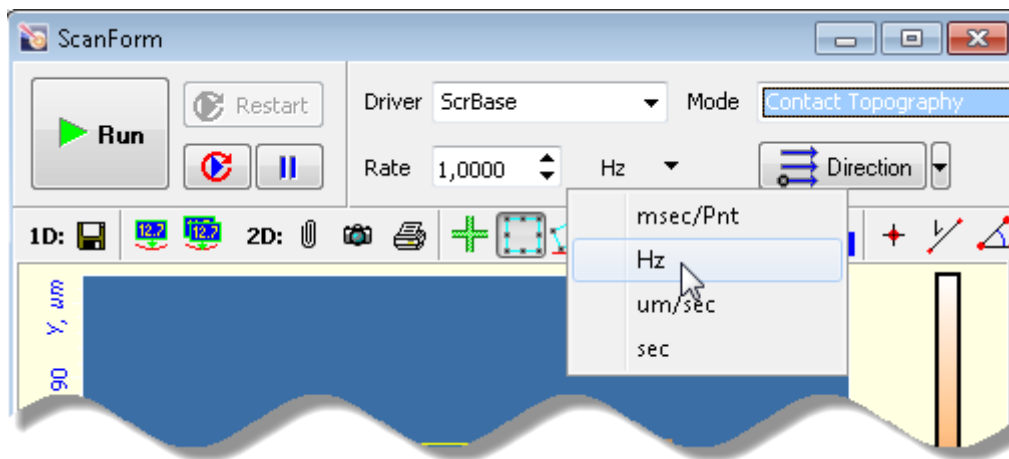 ScanForm
Run
Restart
Driver ScrBase Mode Contact Topography
Rate 1,0000 Hz Direction
msec/Pnt
Hz
um/sec
sec
1D: 12.7 12.7 2D:
y, um
90